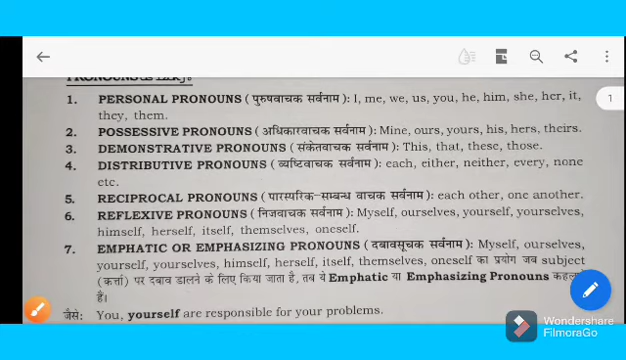 1
1. PERSONAL PRONOUNS ( पुरुषवाचक सर्वनाम ): I, me, we, us, you, he, him, she, her, it,
they, them.
2. POSSESSIVE PRONOUNS ( अधिकारवाचक सर्वनाम ): Mine, ours, yours, his, hers, theirs.
3. DEMONSTRATIVE PRONOUNS ( संकेतवाचक सर्वनाम ): This, that, these, those.
4. DISTRIBUTIVE PRONOUNS ( व्यष्टिवाचक सर्वनाम ): each, either, neither, every, none
etc.
5. RECIPROCAL PRONOUNS ( पारस्परिक-सम्बन्ध वाचक सर्वनाम ): each other, one another.
6. REFLEXIVE PRONOUNS ( निजवाचक सर्वनाम ): Myself, ourselves, yourself, yourselves,
himself, herself, itself, themselves, oneself.
7. EMPHATIC OR EMPHASIZING PRONOUNS ( दबावसूचक सर्वनाम ): Myself, ourselves,
yourself, yourselves, himself, herself, itself, themselves, oneself का प्रयोग जब subject
(कर्त्ता) पर दबाव डालने के लिए किया जाता है, तब ये Emphatic या Emphasizing Pronouns
है।
जैसे: You, yourself are responsible for your problems.
Wondershare
FilmoraGo